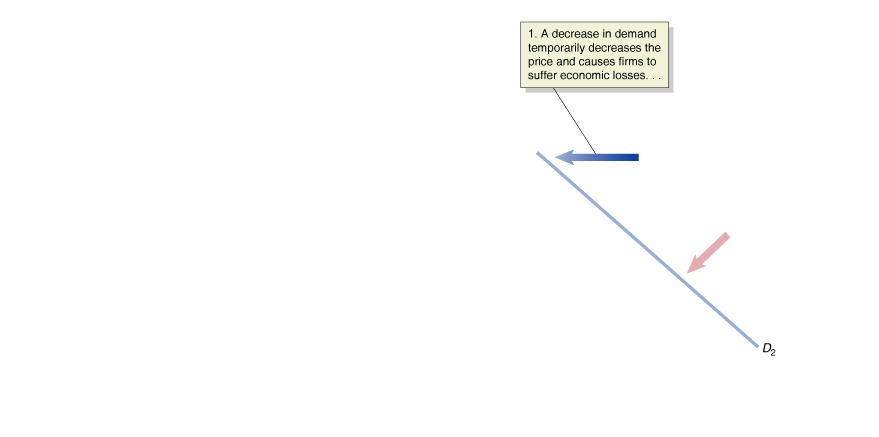 1. A decrease in demand
temporarily decreases the
price and causes firms to
suffer economic losses. . .
D2